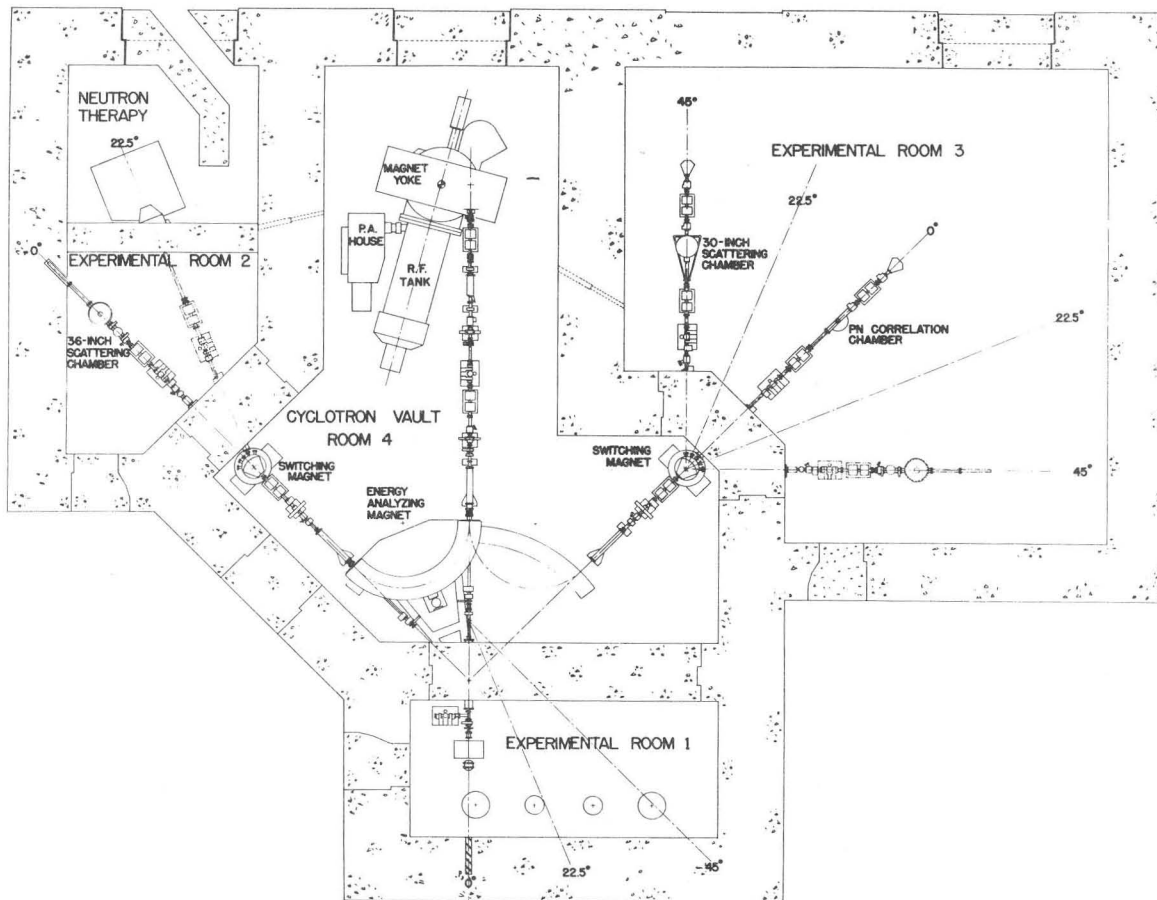 NEUTRON
THERAPY
22.5°
0°
EXPERIMENTAL ROOM 2
36-INCH
SCATTERING
CHAMBER
MAGNET
YOKE
P.A.
HOUSE
R.F.
TANK
CYCLOTRON VAULT
ROOM 4
SWITCHING
MAGNET
ENERGY
ANALYZING
MAGNET
SWITCHING
MAGNET
45°
EXPERIMENTAL ROOM 3
22.5°
0°
30-INCH
SCATTERING
CHAMBER
PN CORRELATION
CHAMBER
22.5°
45°
EXPERIMENTAL ROOM 1
22.5°
45°
0°